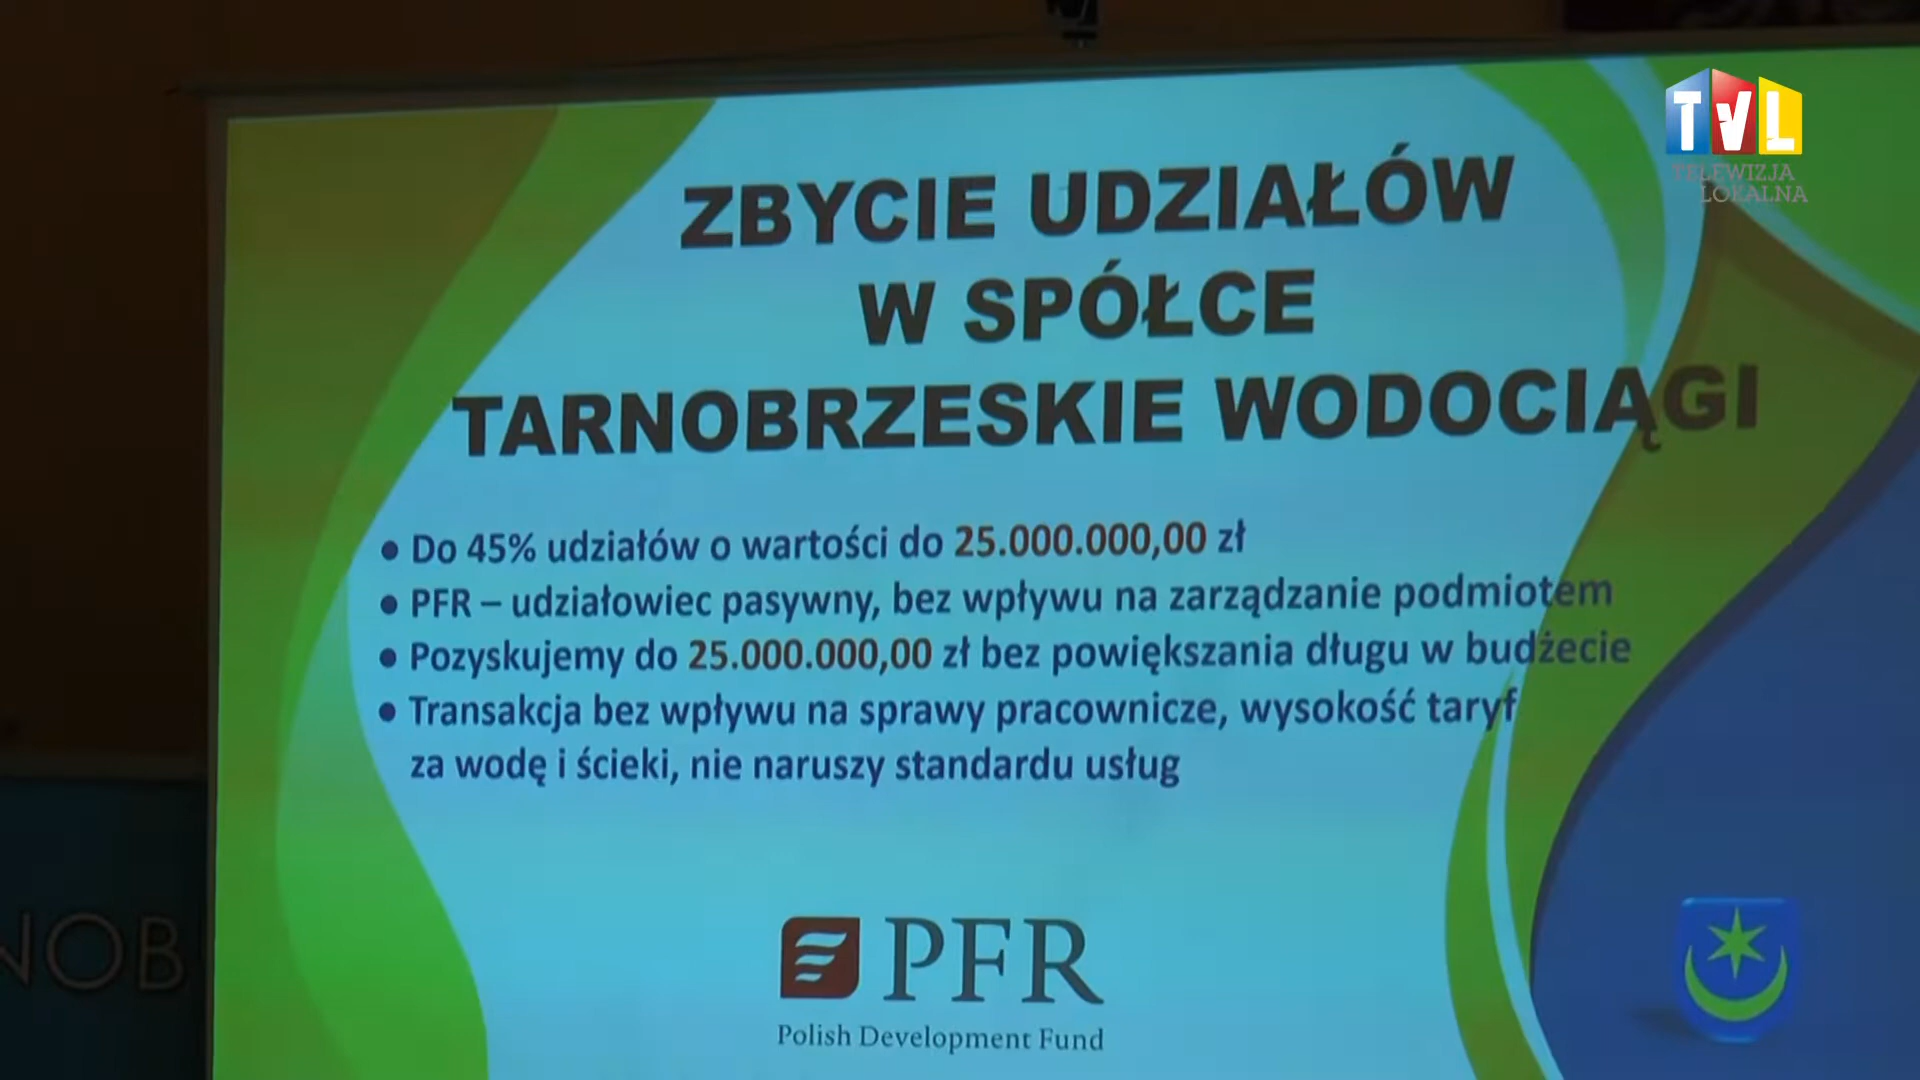 TVL
TELEWIZJA
LOKALNA
ZBYCIE UDZIAŁÓW
W SPÓŁCE
TARNOBRZESKIE WODOCIĄGI
• Do 45% udziałów o wartości do 25.000.000,00 zł
• PFR – udziałowiec pasywny, bez wpływu na zarządzanie podmiotem
• Pozyskujemy do 25.000.000,00 zł bez powiększania długu w budżecie
• Transakcja bez wpływu na sprawy pracownicze, wysokość taryf
za wodę i ścieki, nie naruszy standardu usług
NOB
PFR
Polish Development Fund